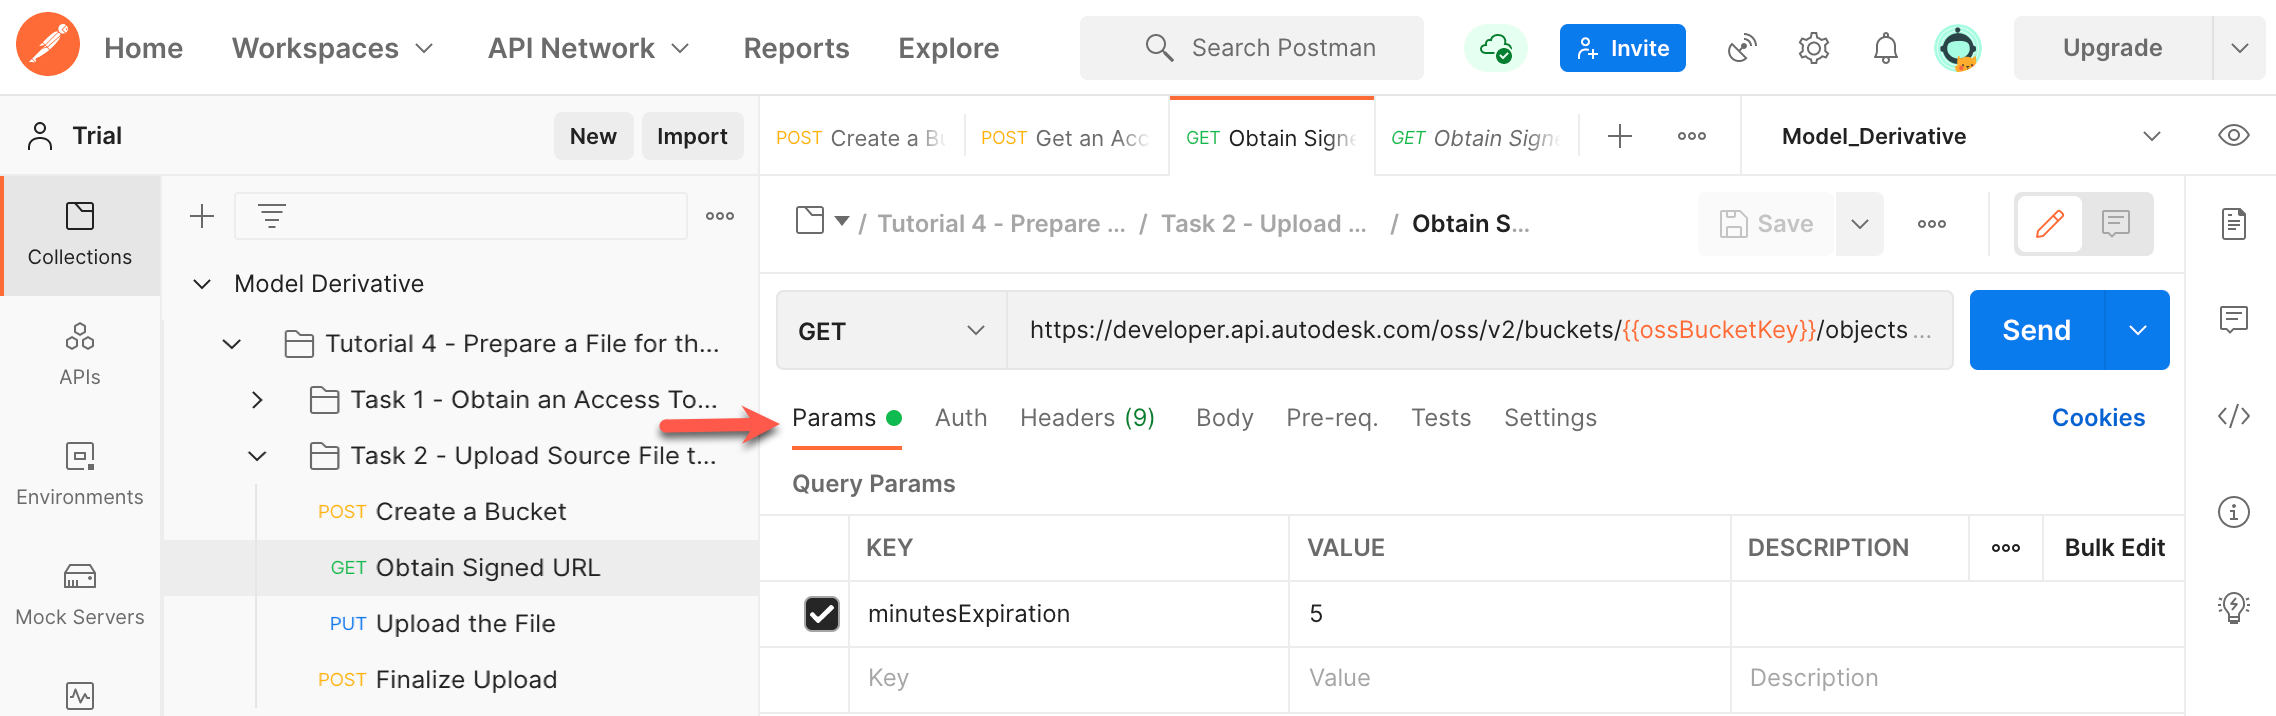 Home Workspaces API Network Reports Explore Search Postman Invite Upgrade
Trial New Import
POST Create a Bu POST Get an Acc GET Obtain Signe GET Obtain Signe Model_Derivative
Collections
APIs
Environments
Mock Servers
Model Derivative
Tutorial 4 - Prepare a File for th...
Task 1 - Obtain an Access To...
Task 2 - Upload Source File t...
POST Create a Bucket
GET Obtain Signed URL
PUT Upload the File
POST Finalize Upload
/ Tutorial 4 - Prepare ... / Task 2 - Upload ... / Obtain S... Save
GET https://developer.api.autodesk.com/oss/v2/buckets/{{ossBucketKey}}/objects ... Send
Params Auth Headers (9) Body Pre-req. Tests Settings Cookies
Query Params
KEY VALUE DESCRIPTION Bulk Edit
minutesExpiration 5
Key Value Description